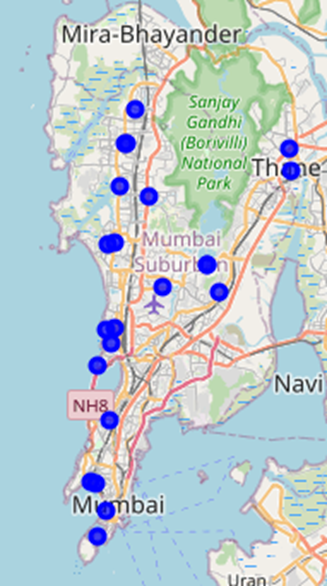 Mira-Bhayander
Sanjay
Gandhi
(Borivili)
National
Park
Thane
Mumbai
Suburban
Navi
NH8
Mumbai
Uran